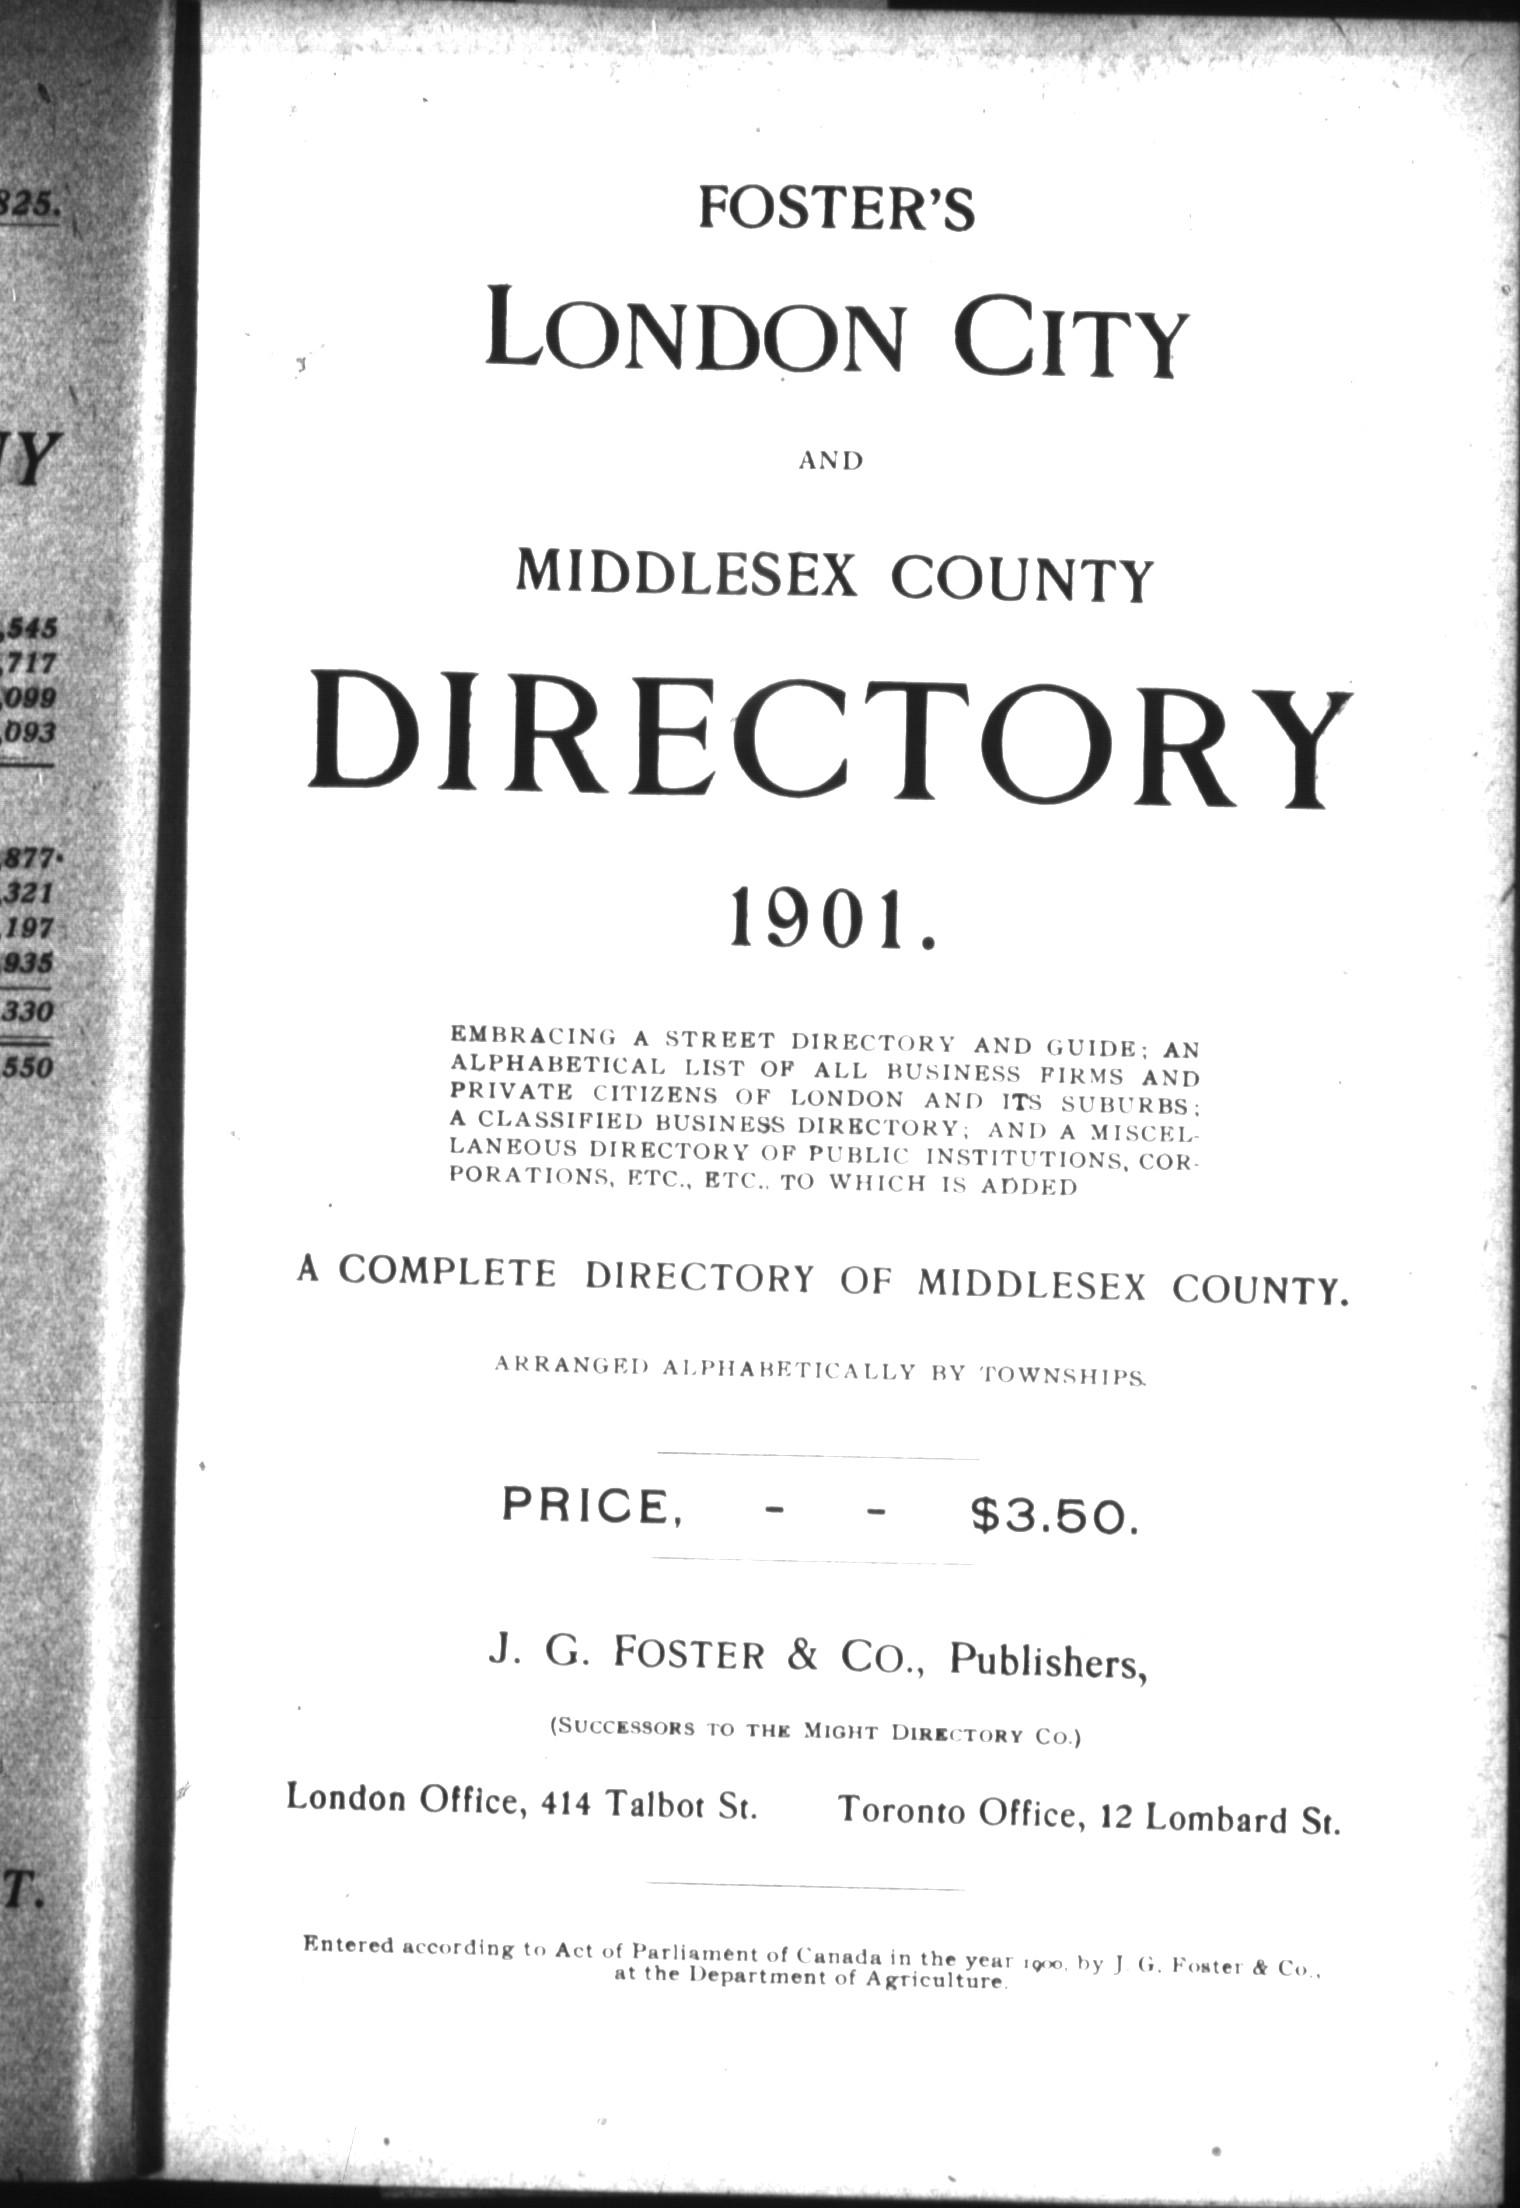 825.
NY
,545
,717
,099
,093
,877.
,321
,197
,935
,330
,550
T.
FOSTER'S
LONDON CITY
AND
MIDDLESEX COUNTY
DIRECTORY
1901.
EMBRACING A STREET DIRECTORY AND GUIDE; AN
ALPHABETICAL LIST OF ALL BUSINESS FIRMS AND
PRIVATE CITIZENS OF LONDON AND ITS SUBURBS;
A CLASSIFIED BUSINESS DIRECTORY; AND A MISCEL-
LANEOUS DIRECTORY OF PUBLIC INSTITUTIONS, COR-
PORATIONS, ETC., ETC., TO WHICH IS ADDED
A COMPLETE DIRECTORY OF MIDDLESEX COUNTY.
ARRANGED ALPHABETICALLY BY TOWNSHIPS.
PRICE, - - $3.50.
J. G. FOSTER & CO., Publishers,
(SUCCESSORS TO THE MIGHT DIRECTORY CO.)
London Office, 414 Talbot St. Toronto Office, 12 Lombard St.
Entered according to Act of Parliament of Canada in the year 1900, by J. G. Foster & Co.,
at the Department of Agriculture.